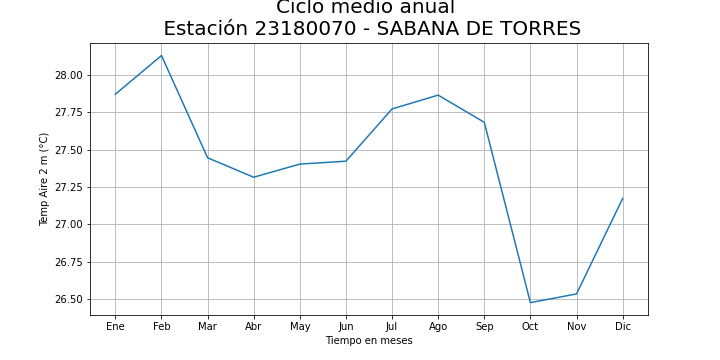 Ciclo medio anual
Estación 23180070 - SABANA DE TORRES
Temp Aire 2 m (°C)
28.00
27.75
27.50
27.25
27.00
26.75
26.50
Ene Feb Mar Abr May Jun Jul Ago Sep Oct Nov Dic
Tiempo en meses